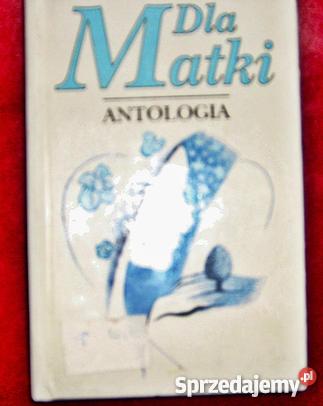 Dla
Matki
ANTOLOGIA
Sprzedajemy.pl